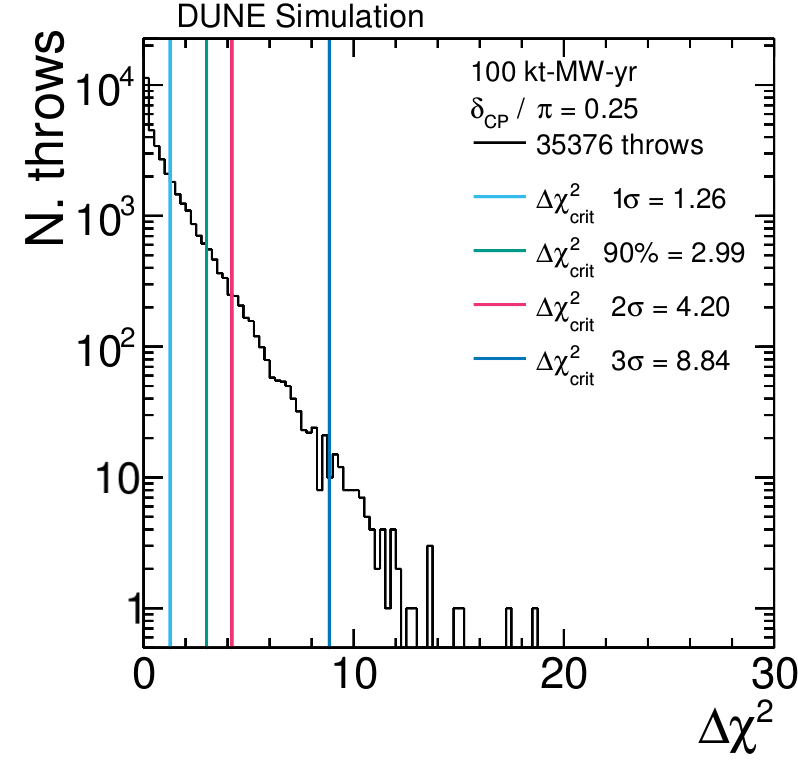 DUNE Simulation
N. throws
10⁴
10³
10²
10
1
100 kt-MW-yr
δ_CP / π = 0.25
35376 throws
Δχ²_crit 1σ = 1.26
Δχ²_crit 90% = 2.99
Δχ²_crit 2σ = 4.20
Δχ²_crit 3σ = 8.84
0 10 20 30
Δχ²